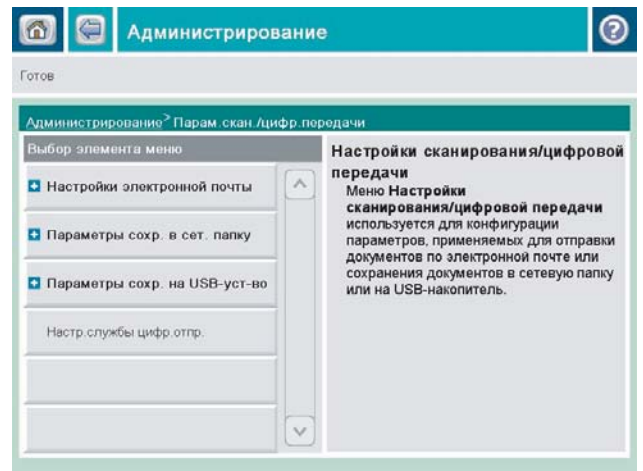 Администрирование
Готов
Администрирование > Парам.скан./цифр.передачи
Выбор элемента меню
Настройки электронной почты
Параметры сохр. в сет. папку
Параметры сохр. на USB-уст-во
Настр.службы цифр.отпр.
Настройки сканирования/цифровой
передачи
Меню Настройки
сканирования/цифровой передачи
используется для конфигурации
параметров, применяемых для отправки
документов по электронной почте или
сохранения документов в сетевую папку
или на USB-накопитель.